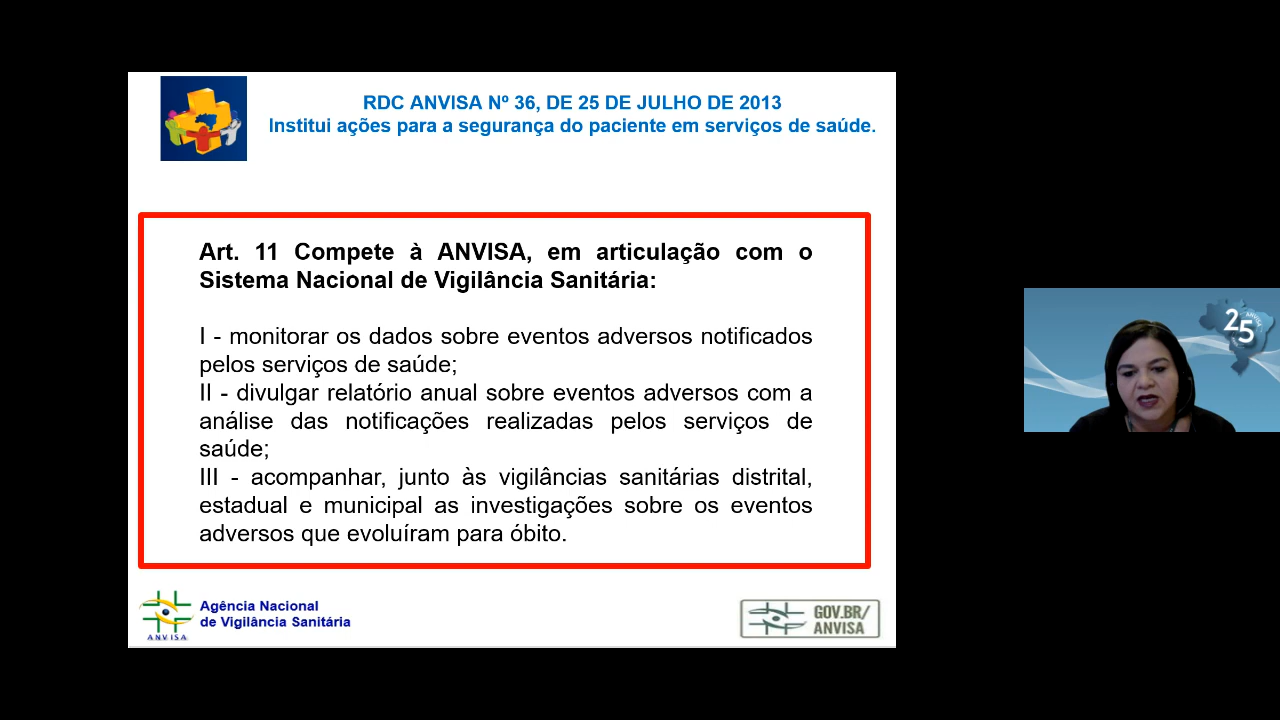 RDC ANVISA Nº 36, DE 25 DE JULHO DE 2013
Institui ações para a segurança do paciente em serviços de saúde.
Art. 11 Compete à ANVISA, em articulação com o
Sistema Nacional de Vigilância Sanitária:
I - monitorar os dados sobre eventos adversos notificados
pelos serviços de saúde;
II - divulgar relatório anual sobre eventos adversos com a
análise das notificações realizadas pelos serviços de
saúde;
III - acompanhar, junto às vigilâncias sanitárias distrital,
estadual e municipal as investigações sobre os eventos
adversos que evoluíram para óbito.
Agência Nacional
de Vigilância Sanitária
ANVISA
GOV.BR/
ANVISA
ANVISA
25